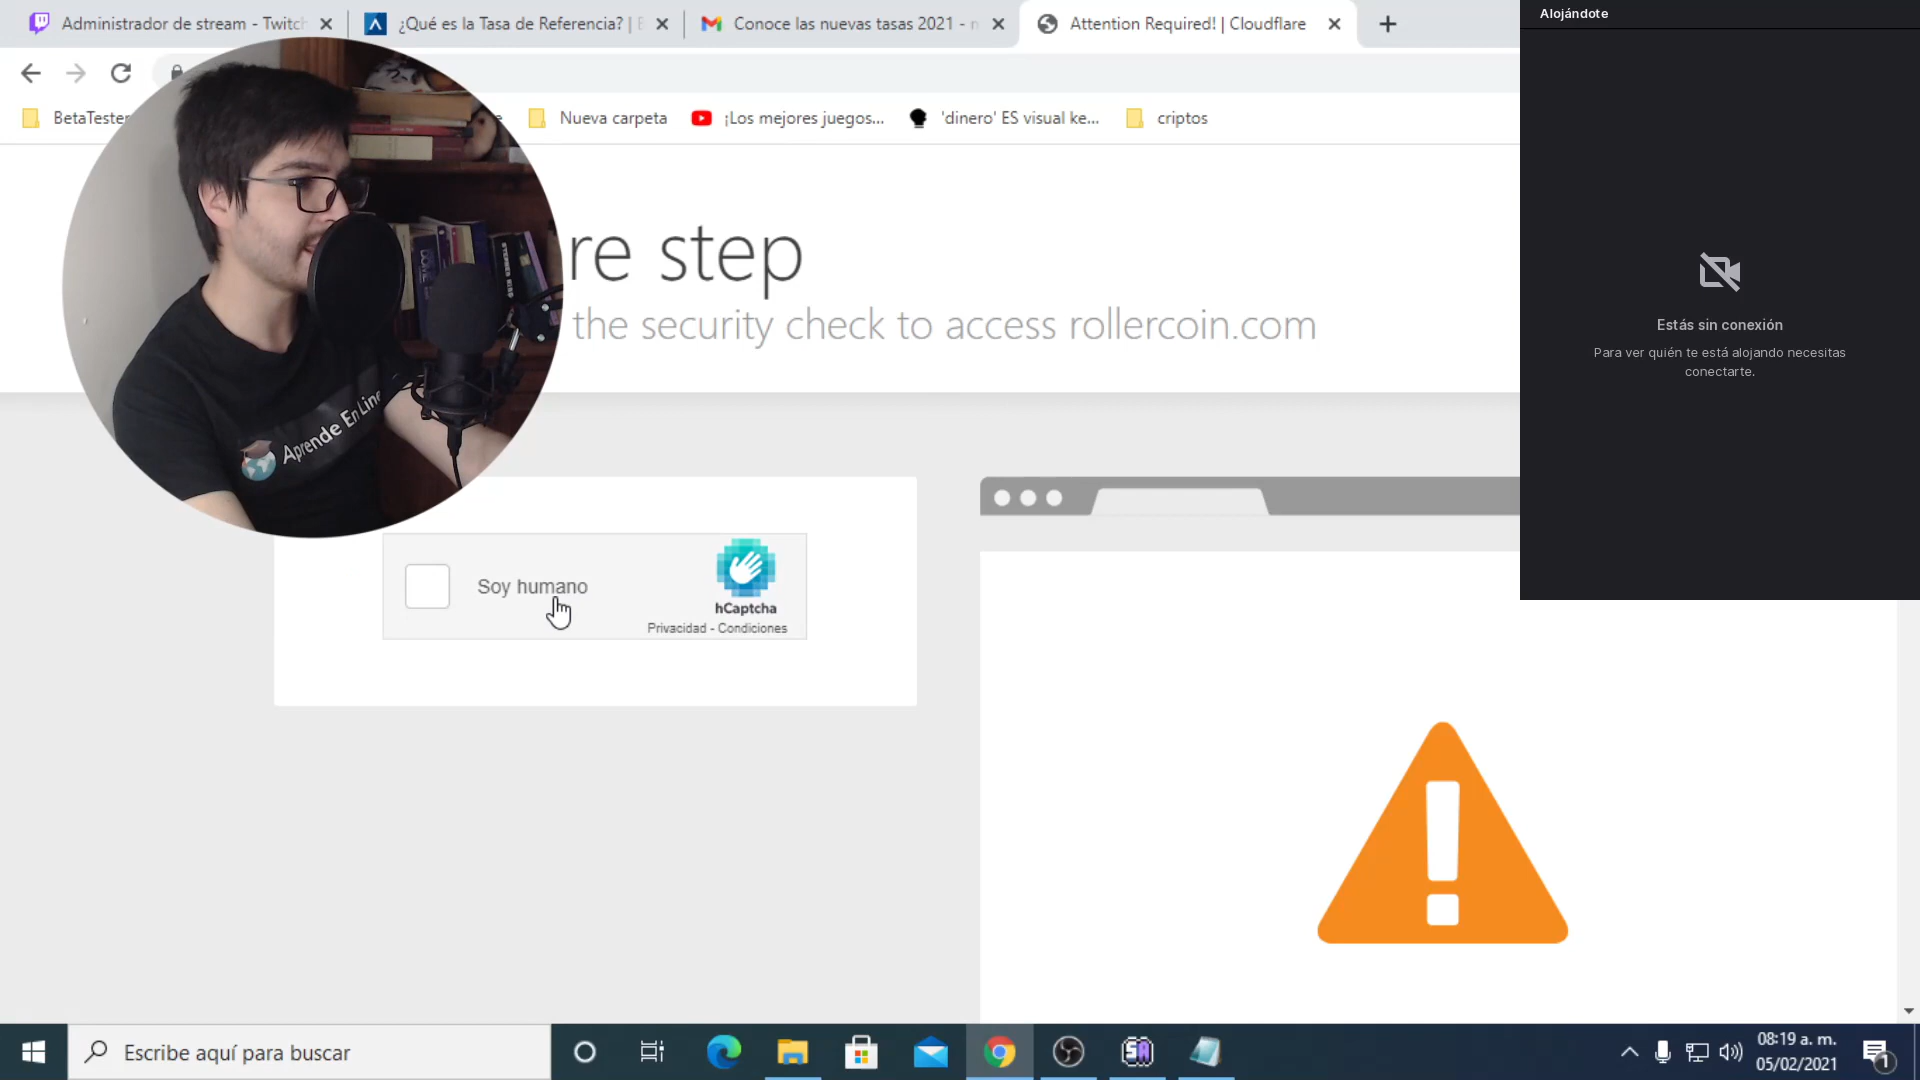 Administrador de stream - Twitch
¿Qué es la Tasa de Referencia? | B
Conoce las nuevas tasas 2021 - n
Attention Required! | Cloudflare
Alojándote
BetaTester
Nueva carpeta
¡Los mejores juegos...
'dinero' ES visual ke...
criptos
re step
the security check to access rollercoin.com
Estás sin conexión
Para ver quién te está alojando necesitas
conectarte.
Aprende En Line
Soy humano
hCaptcha
Privacidad - Condiciones
Escribe aquí para buscar
SA
08:19 a. m.
05/02/2021
1